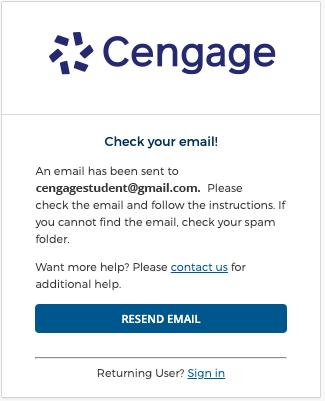 Cengage
Check your email!
An email has been sent to
cengagestudent@gmail.com. Please
check the email and follow the instructions. If
you cannot find the email, check your spam
folder.
Want more help? Please contact us for
additional help.
RESEND EMAIL
Returning User? Sign in